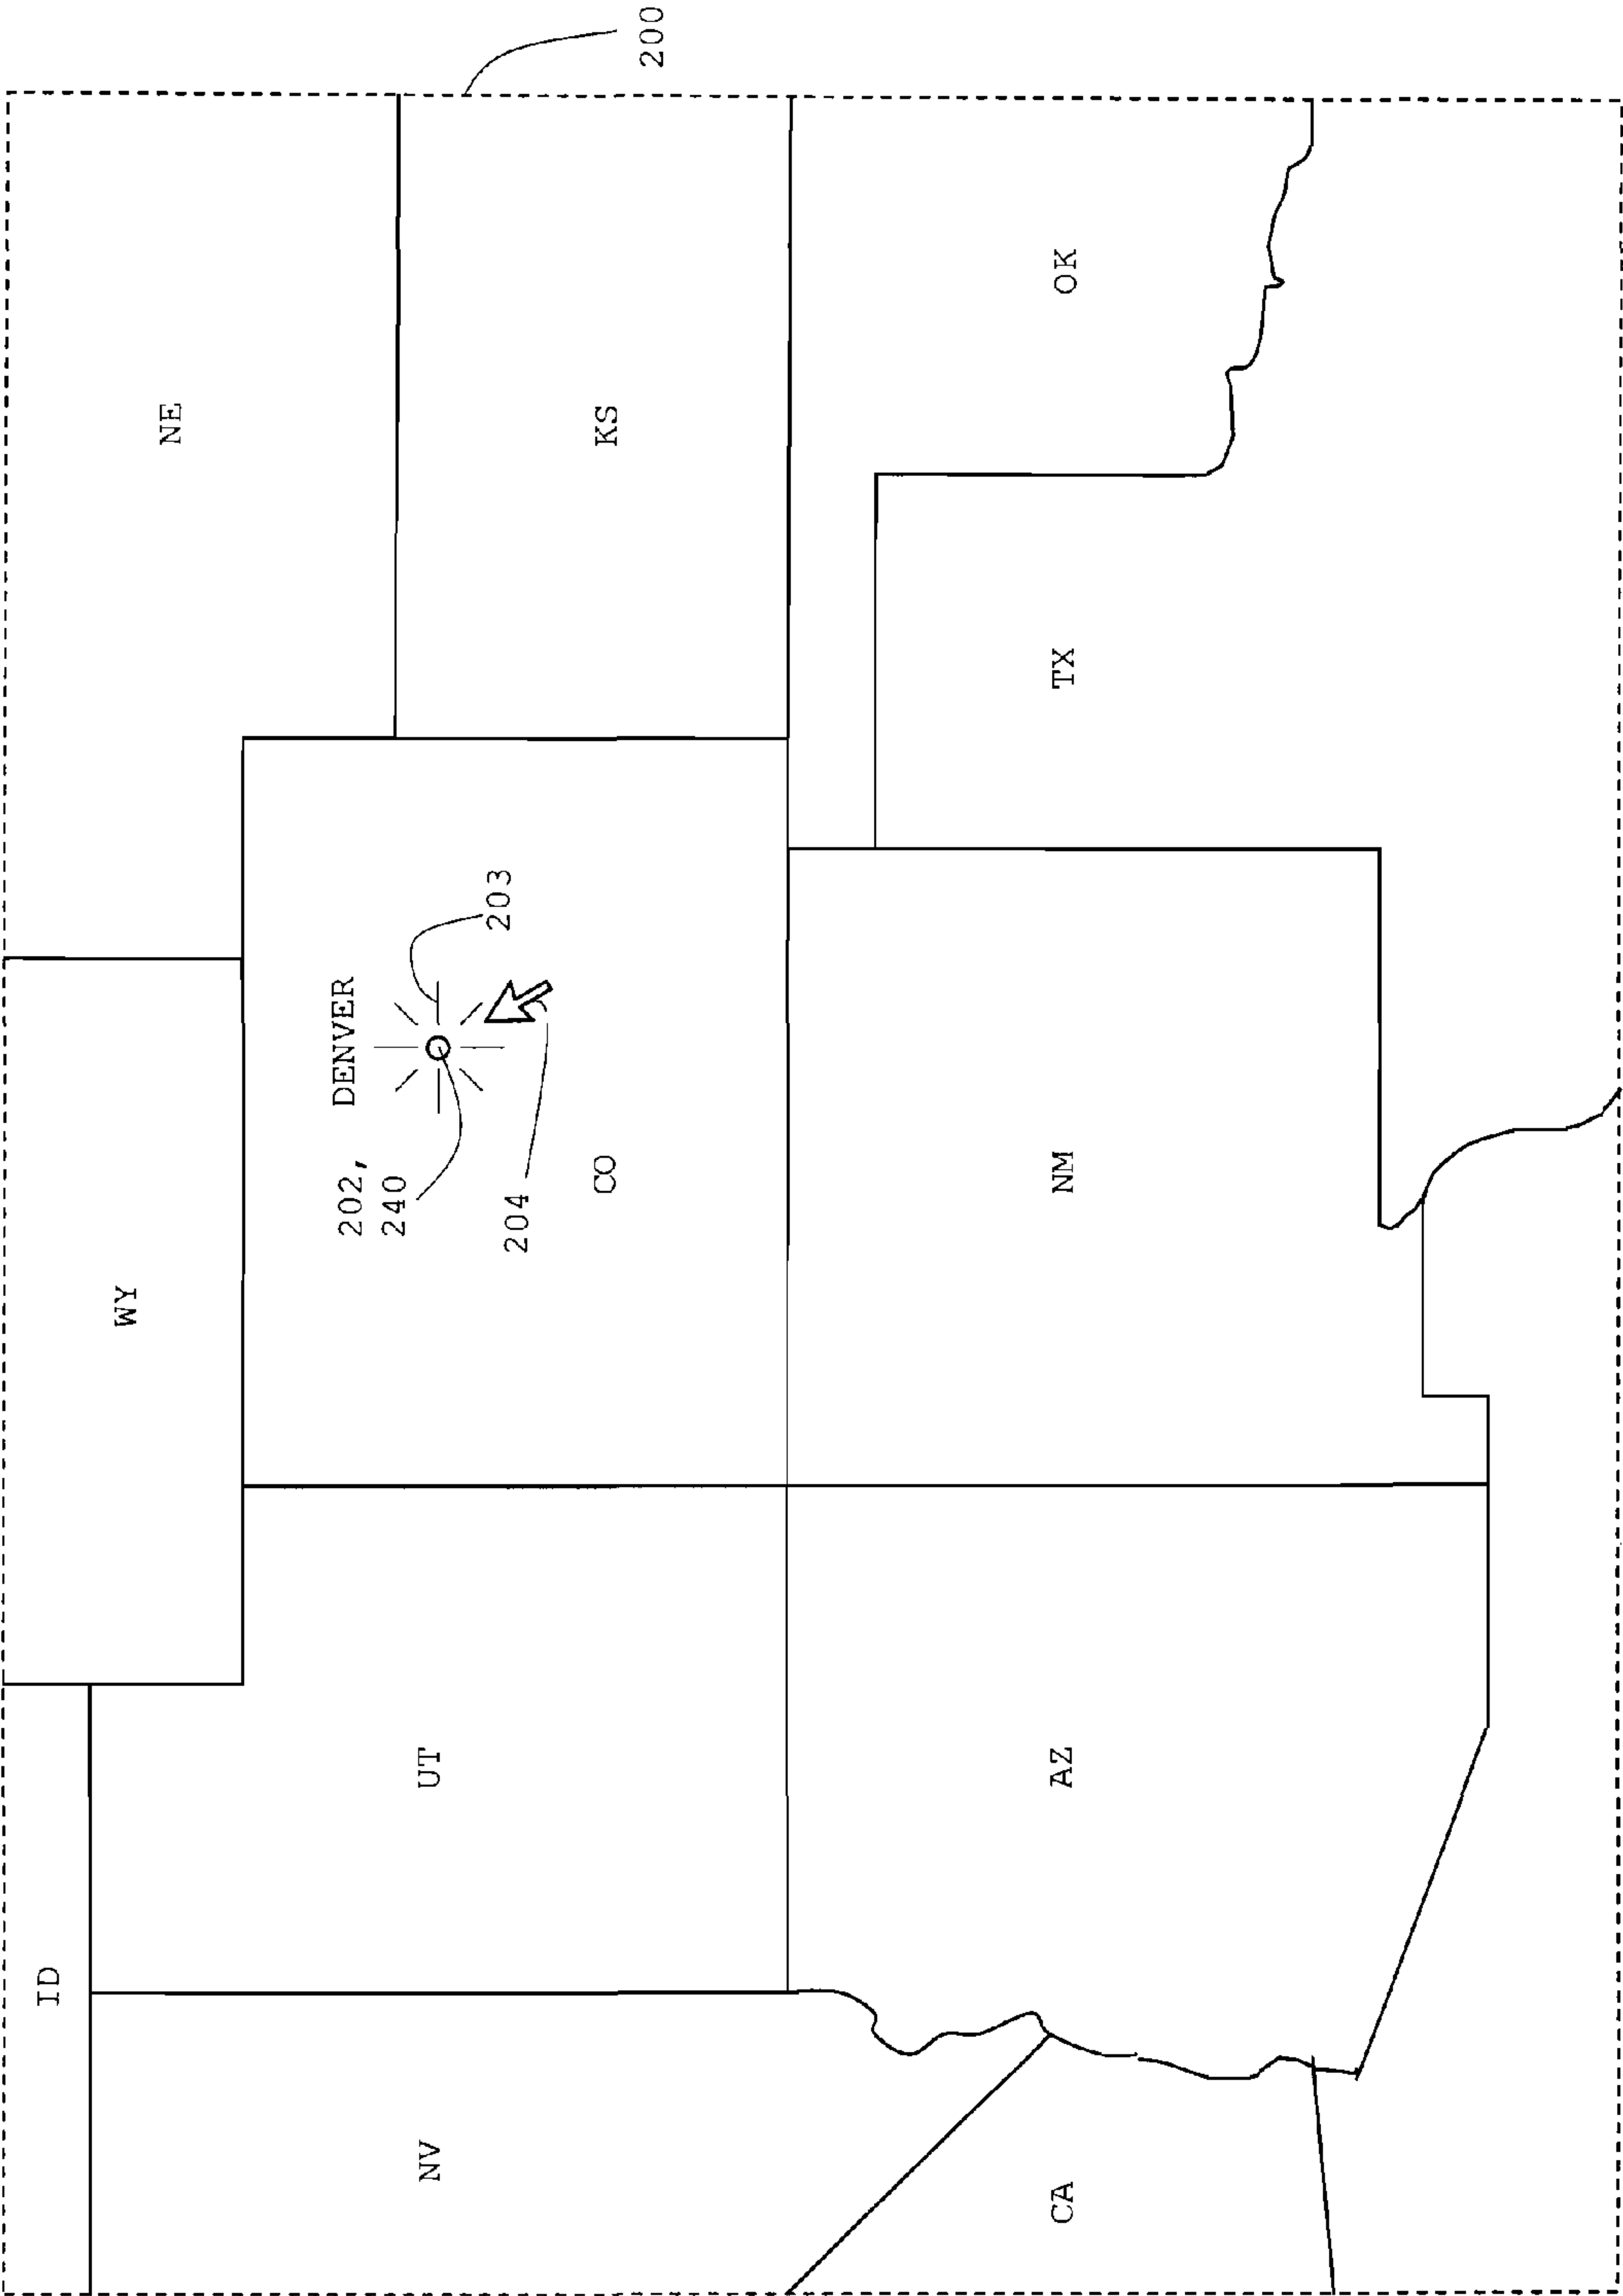 200
ID
WY
NE
DENVER
202,
240
203
204
UT
CO
KS
NV
CA
AZ
NM
TX
OK